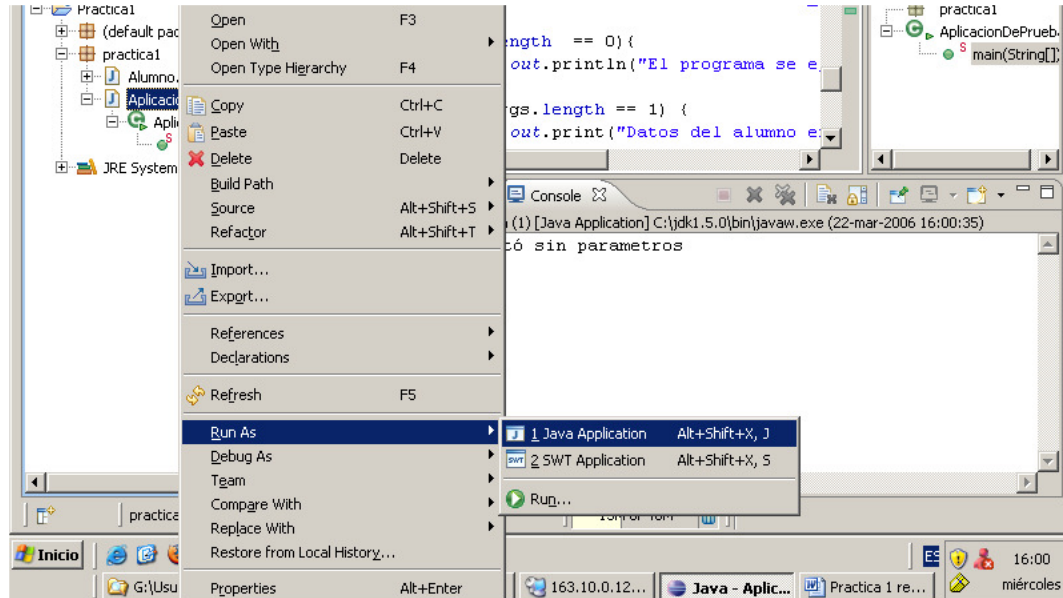 Practica1
(default pac
practica1
Alumno.
Aplicacio
Apli
S
JRE System
Open F3
Open With
Open Type Hierarchy F4
Copy Ctrl+C
Paste Ctrl+V
Delete Delete
Build Path
Source Alt+Shift+S
Refactor Alt+Shift+T
Import...
Export...
References
Declarations
Refresh F5
Run As
Debug As
Team
Compare With
Replace With
Restore from Local History...
Properties Alt+Enter
1 Java Application Alt+Shift+X, J
2 SWT Application Alt+Shift+X, S
Run...
ngth == 0){
out.println("El programa se e
gs.length == 1) {
out.print("Datos del alumno e
practica1
AplicacionDePrueb
S main(String[]
Console
(1) [Java Application] C:\jdk1.5.0\bin\javaw.exe (22-mar-2006 16:00:35)
tó sin parametros
practica
Inicio
ES
16:00
G:\Usu
163.10.0.12...
Java - Aplic...
Practica 1 re...
miércoles